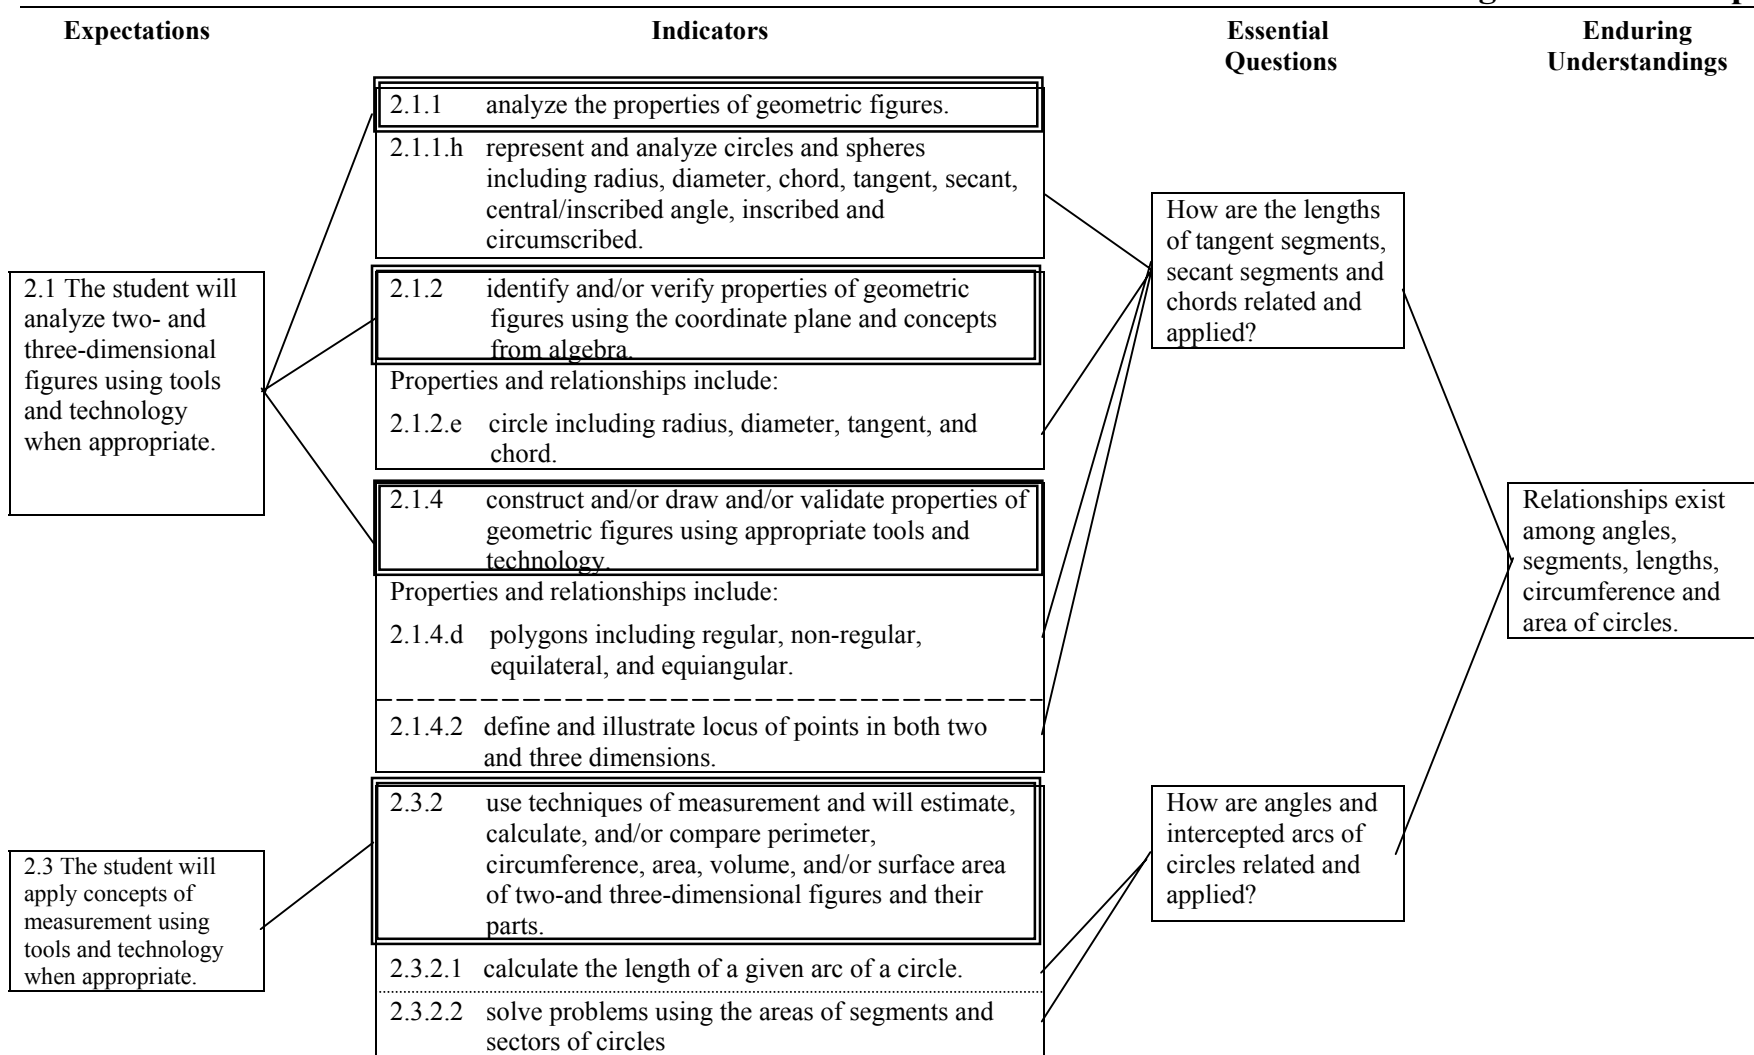 Expectations
Indicators
Essential
Questions
Enduring
Understandings
2.1 The student will
analyze two- and
three-dimensional
figures using tools
and technology
when appropriate.
2.3 The student will
apply concepts of
measurement using
tools and technology
when appropriate.
2.1.1 analyze the properties of geometric figures.
2.1.1.h represent and analyze circles and spheres
including radius, diameter, chord, tangent, secant,
central/inscribed angle, inscribed and
circumscribed.
2.1.2 identify and/or verify properties of geometric
figures using the coordinate plane and concepts
from algebra.
Properties and relationships include:
2.1.2.e circle including radius, diameter, tangent, and
chord.
2.1.4 construct and/or draw and/or validate properties of
geometric figures using appropriate tools and
technology.
Properties and relationships include:
2.1.4.d polygons including regular, non-regular,
equilateral, and equiangular.
2.1.4.2 define and illustrate locus of points in both two
and three dimensions.
2.3.2 use techniques of measurement and will estimate,
calculate, and/or compare perimeter,
circumference, area, volume, and/or surface area
of two-and three-dimensional figures and their
parts.
2.3.2.1 calculate the length of a given arc of a circle.
2.3.2.2 solve problems using the areas of segments and
sectors of circles
How are the lengths
of tangent segments,
secant segments and
chords related and
applied?
How are angles and
intercepted arcs of
circles related and
applied?
Relationships exist
among angles,
segments, lengths,
circumference and
area of circles.